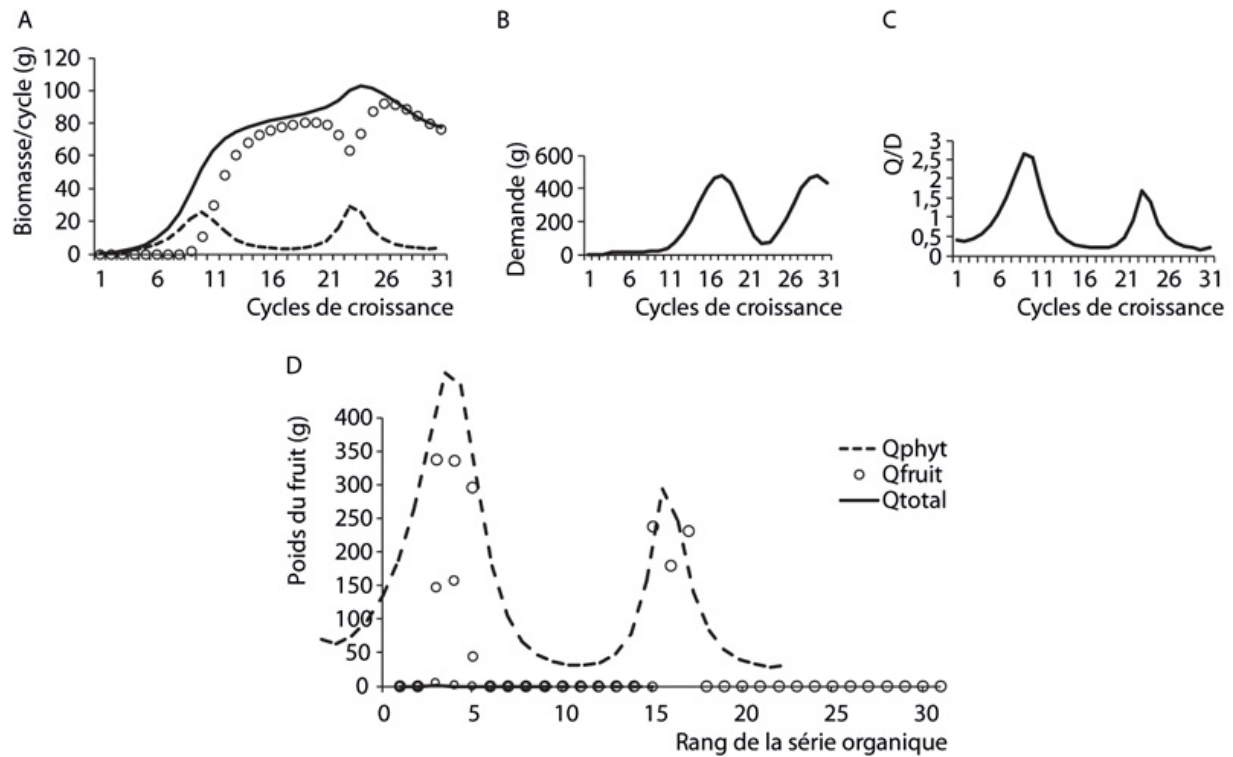 A
Biomasse/cycle (g)
120
100
80
60
40
20
0
1 6 11 16 21 26 31
Cycles de croissance
B
Demande (g)
600
400
200
0
1 6 11 16 21 26 31
Cycles de croissance
C
Q/D
3
2,5
1,5
1,5
1
0,5
0
1 6 11 16 21 26 31
Cycles de croissance
D
Poids du fruit (g)
400
350
300
250
200
150
100
50
0
0 5 10 15 20 25 30
Rang de la série organique
Qphyt
Qfruit
Qtotal